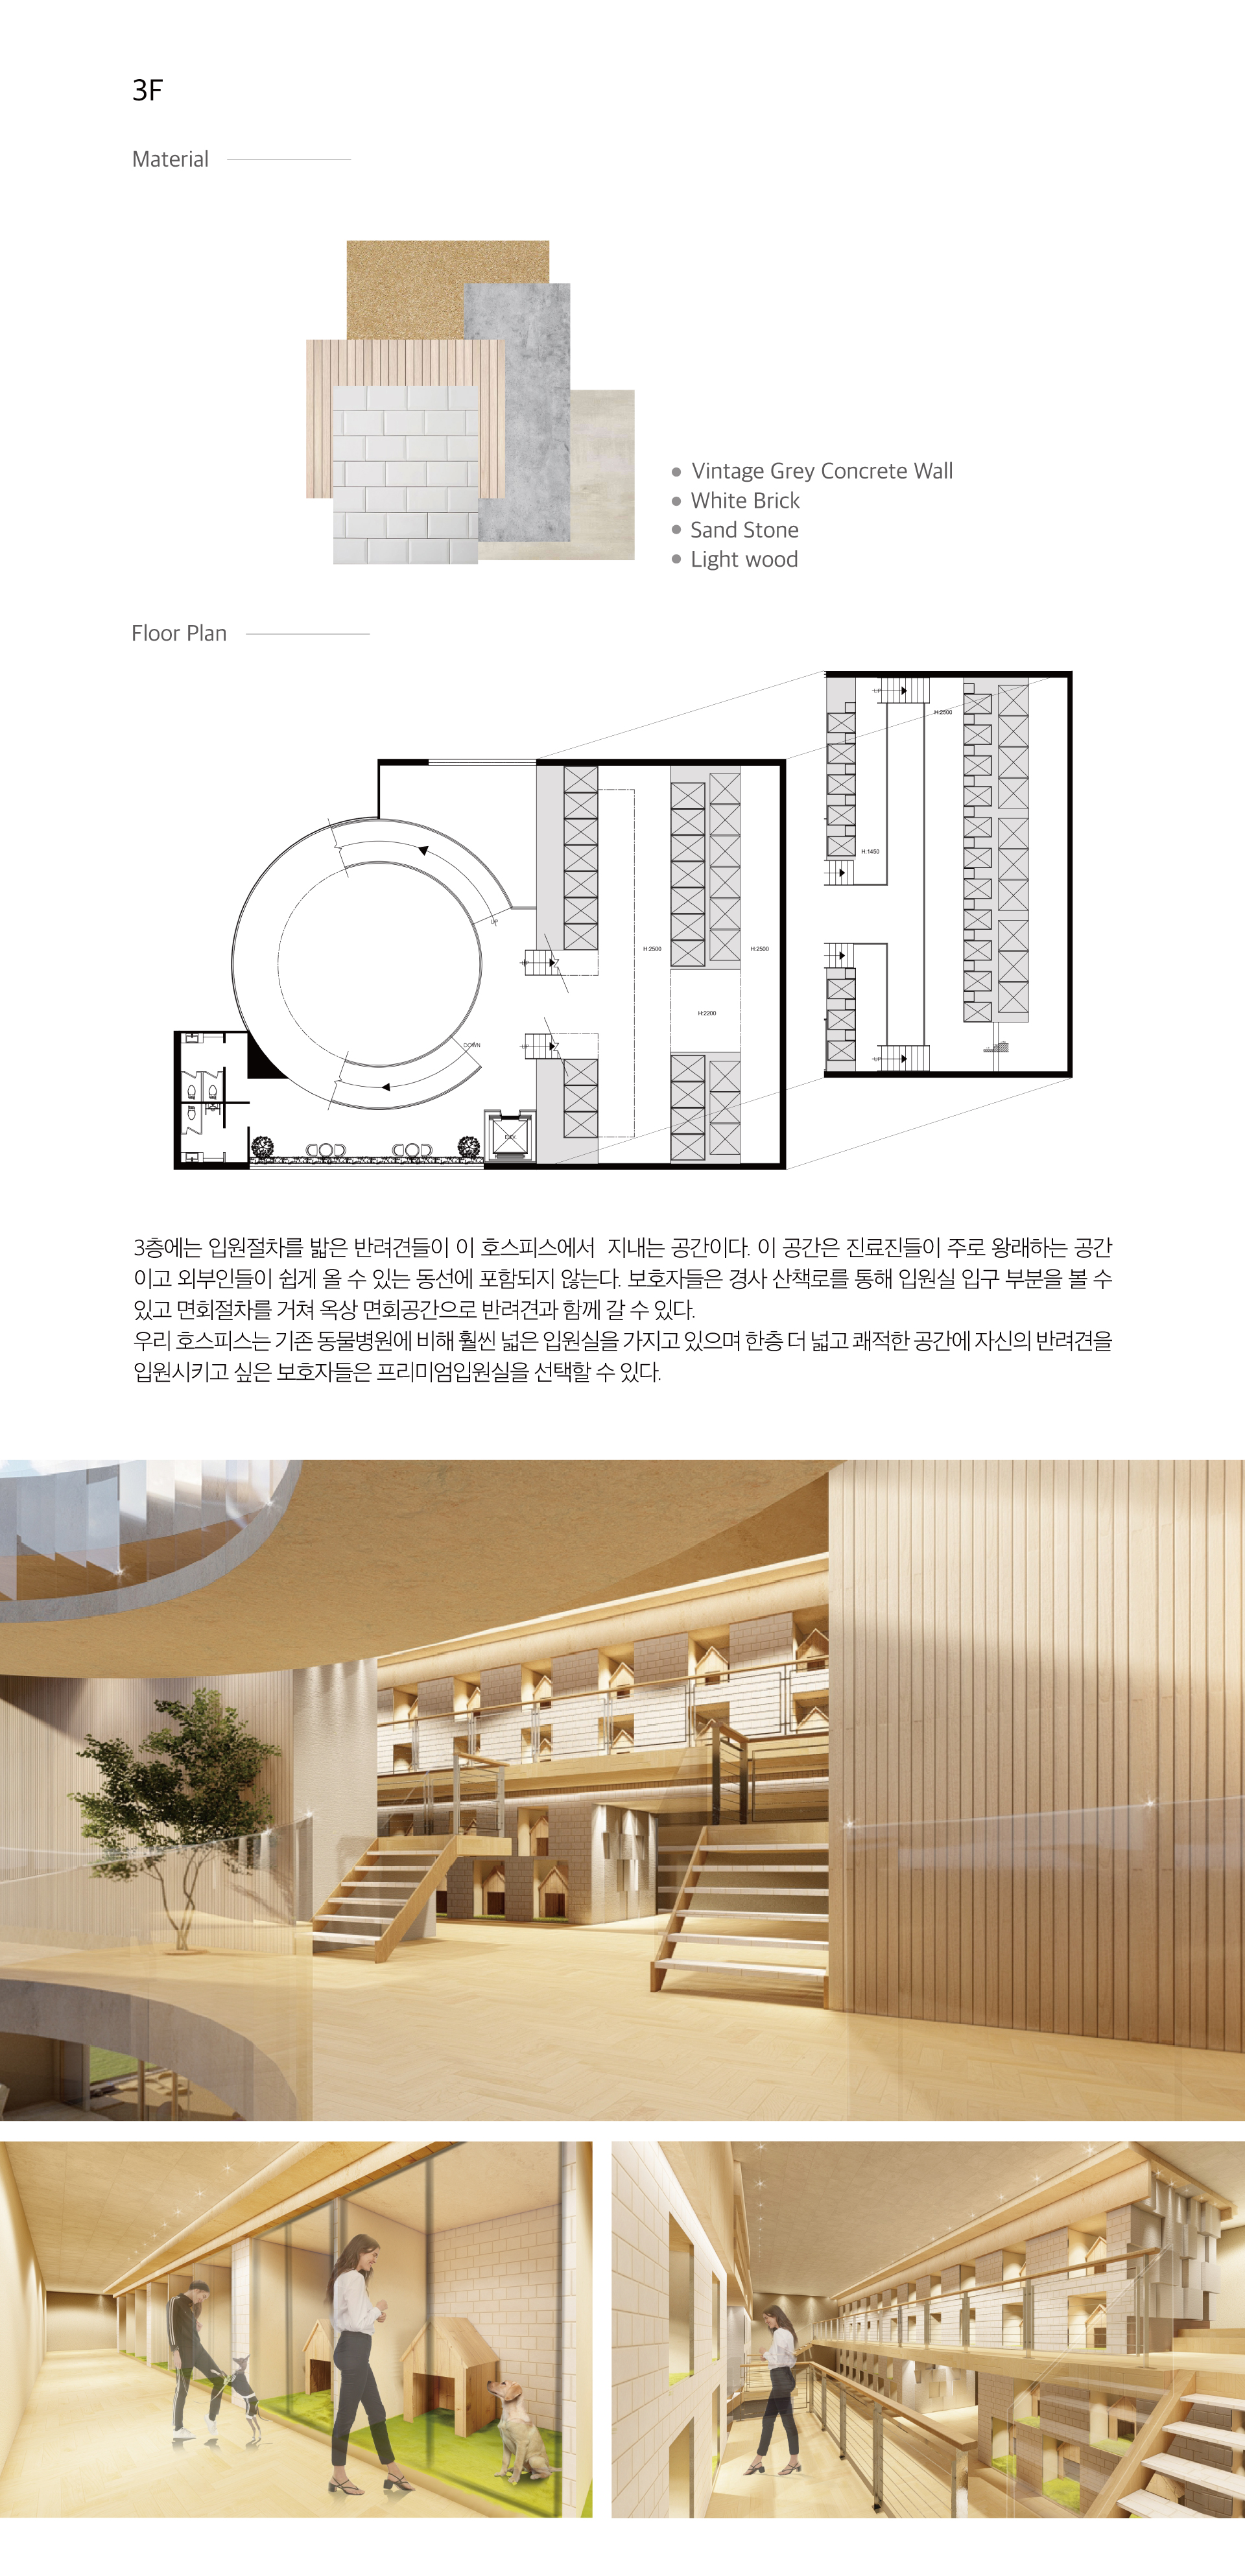 3F
Material
Vintage Grey Concrete Wall
White Brick
Sand Stone
Light wood
Floor Plan
UP
H:2500
H:1450
UP
UP
UP
H:2500
H:2500
H:2200
DOWN
UP
ELEV.
3층에는 입원절차를 밟은 반려견들이 이 호스피스에서 지내는 공간이다. 이 공간은 진료진들이 주로 왕래하는 공간
이고 외부인들이 쉽게 올 수 있는 동선에 포함되지 않는다. 보호자들은 경사 산책로를 통해 입원실 입구 부분을 볼 수
있고 면회절차를 거쳐 옥상 면회공간으로 반려견과 함께 갈 수 있다.
우리 호스피스는 기존 동물병원에 비해 훨씬 넓은 입원실을 가지고 있으며 한층 더 넓고 쾌적한 공간에 자신의 반려견을
입원시키고 싶은 보호자들은 프리미엄입원실을 선택할 수 있다.